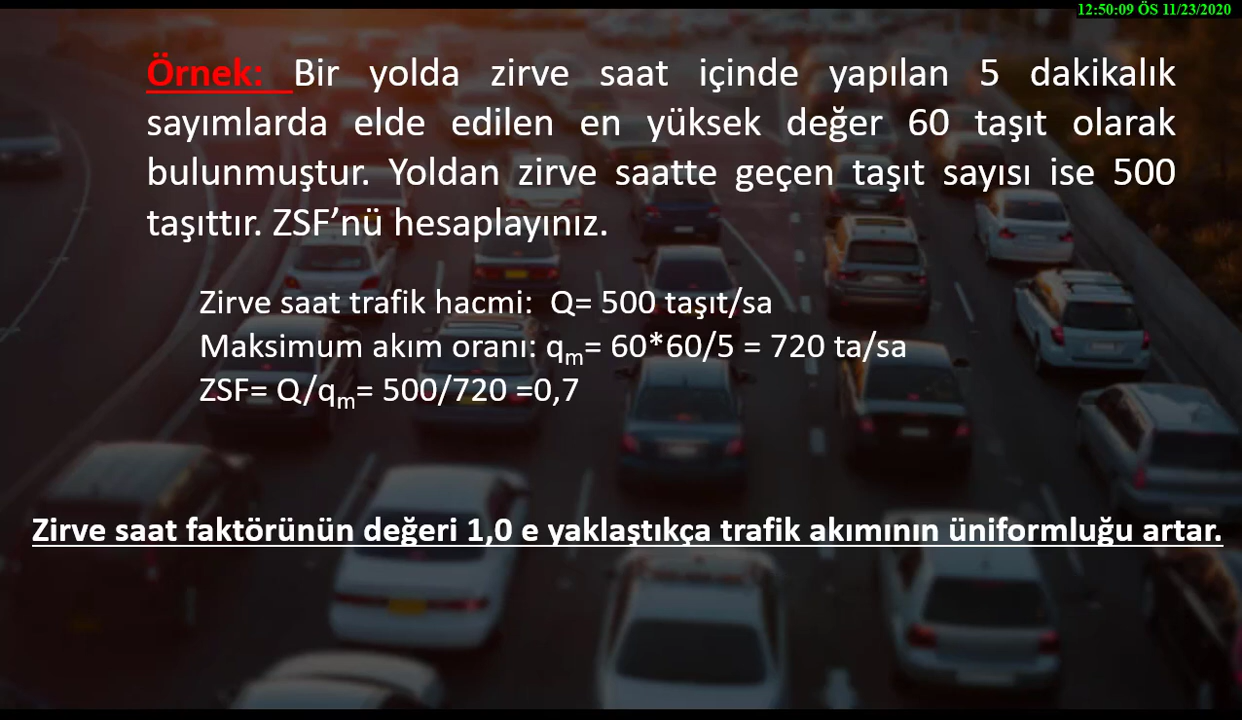 12:50:09 ÖS 11/23/2020
Örnek: Bir yolda zirve saat içinde yapılan 5 dakikalık
sayımlarda elde edilen en yüksek değer 60 taşıt olarak
bulunmuştur. Yoldan zirve saatte geçen taşıt sayısı ise 500
taşıttır. ZSF’nü hesaplayınız.
Zirve saat trafik hacmi: Q= 500 taşıt/sa
Maksimum akım oranı: qm= 60*60/5 = 720 ta/sa
ZSF= Q/qm= 500/720 =0,7
Zirve saat faktörünün değeri 1,0 e yaklaştıkça trafik akımının üniformluğu artar.